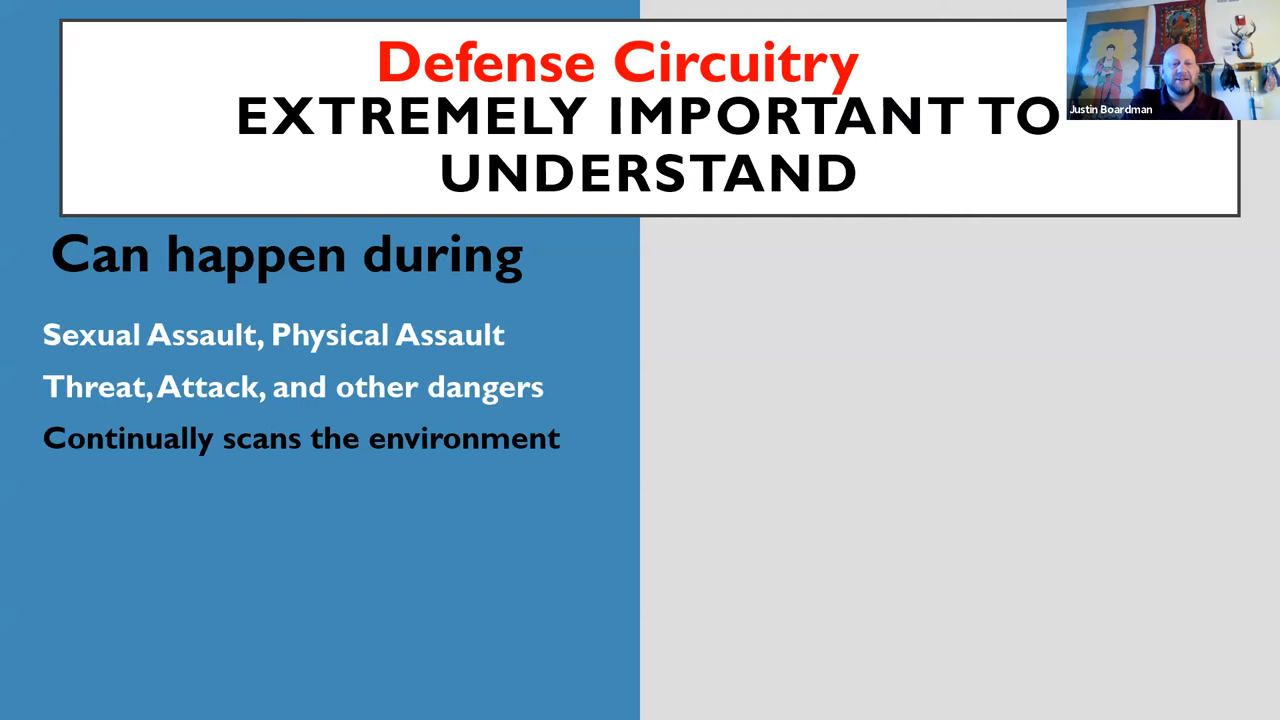 Defense Circuitry
EXTREMELY IMPORTANT TO
UNDERSTAND
Justin Boardman
Can happen during
Sexual Assault, Physical Assault
Threat, Attack, and other dangers
Continually scans the environment